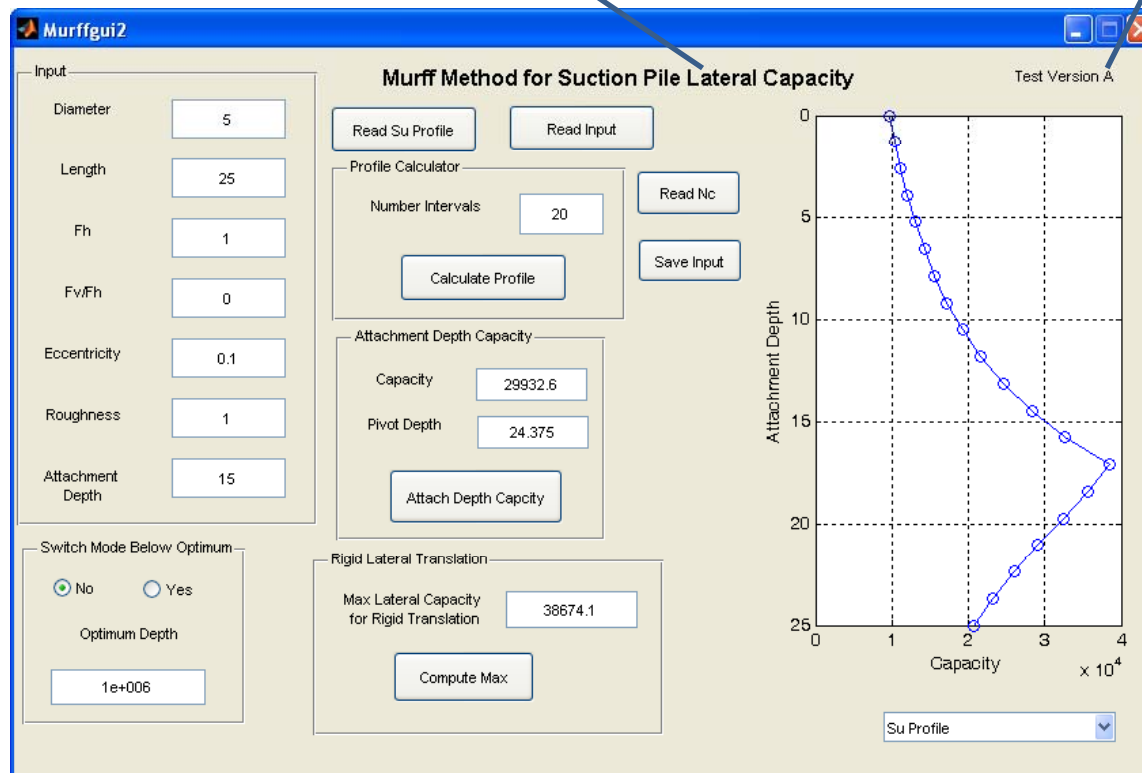 Murffgui2
Murff Method for Suction Pile Lateral Capacity
Test Version A
Input
Diameter
5
Length
25
Fh
1
Fv/Fh
0
Eccentricity
0.1
Roughness
1
Attachment
Depth
15
Switch Mode Below Optimum
No
Yes
Optimum Depth
1e+006
Read Su Profile
Read Input
Profile Calculator
Number Intervals
20
Calculate Profile
Read Nc
Save Input
Attachment Depth Capacity
Capacity
29932.6
Pivot Depth
24.375
Attach Depth Capcity
Rigid Lateral Translation
Max Lateral Capacity
for Rigid Translation
38674.1
Compute Max
0
5
10
15
20
25
Attachment Depth
0 1 2 3 4
Capacity
x 10^4
Su Profile